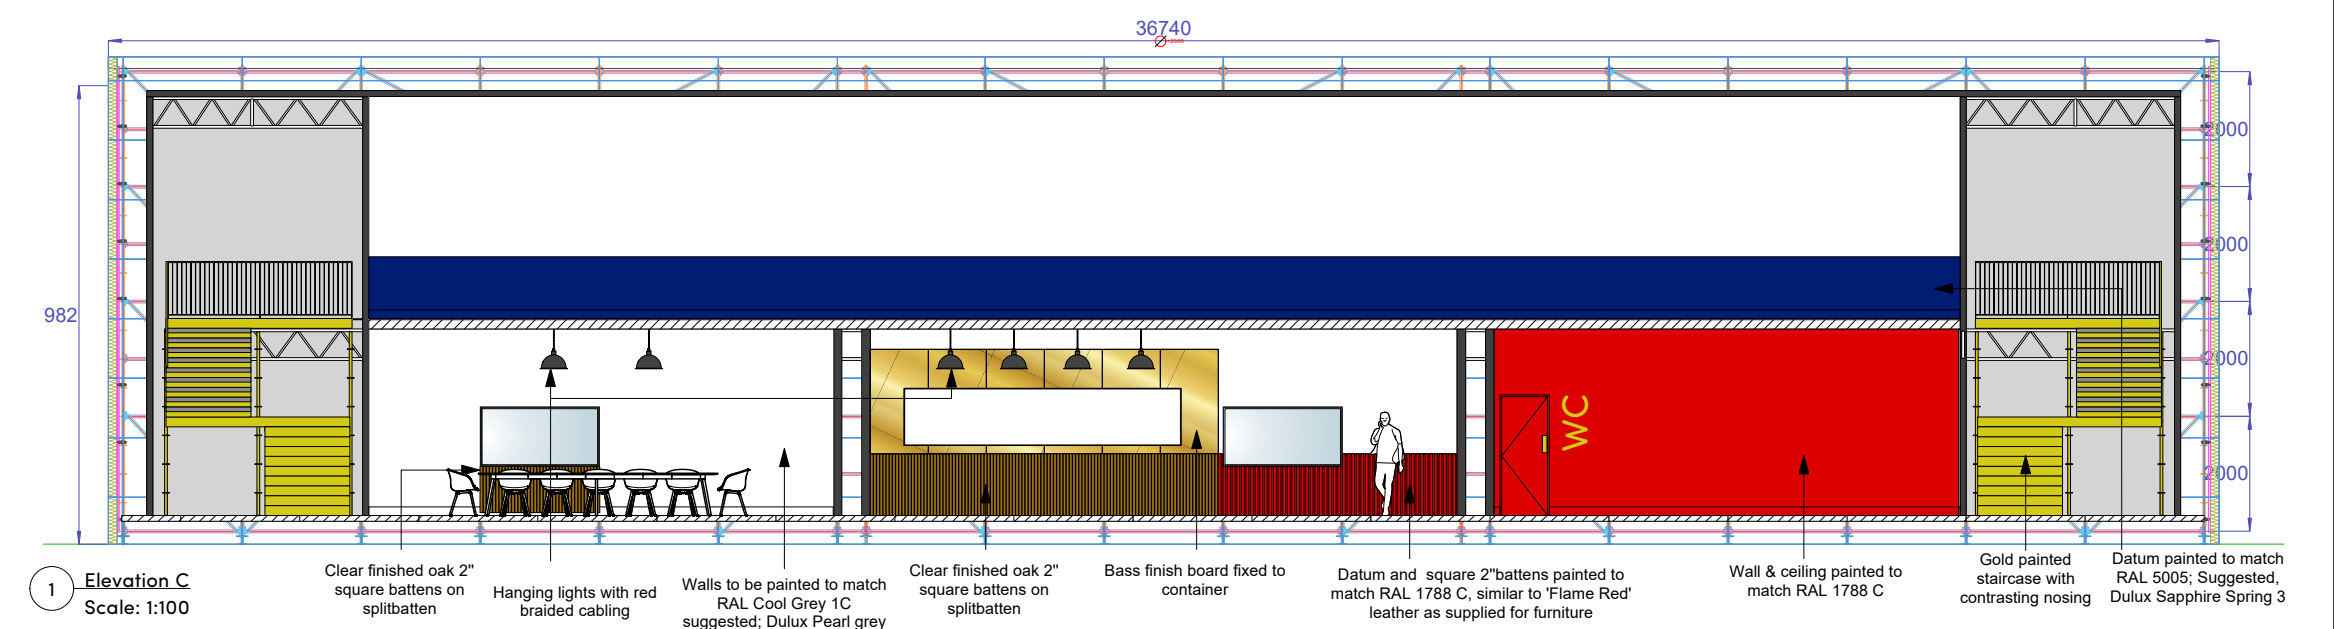 36740
982
2000
2000
2000
2000
WC
1
Elevation C
Scale: 1:100
Clear finished oak 2"
square battens on
splitbatten
Hanging lights with red
braided cabling
Walls to be painted to match
RAL Cool Grey 1C
suggested; Dulux Pearl grey
Clear finished oak 2"
square battens on
splitbatten
Bass finish board fixed to
container
Datum and square 2"battens painted to
match RAL 1788 C, similar to 'Flame Red'
leather as supplied for furniture
Wall & ceiling painted to
match RAL 1788 C
Gold painted
staircase with
contrasting nosing
Datum painted to match
RAL 5005; Suggested,
Dulux Sapphire Spring 3